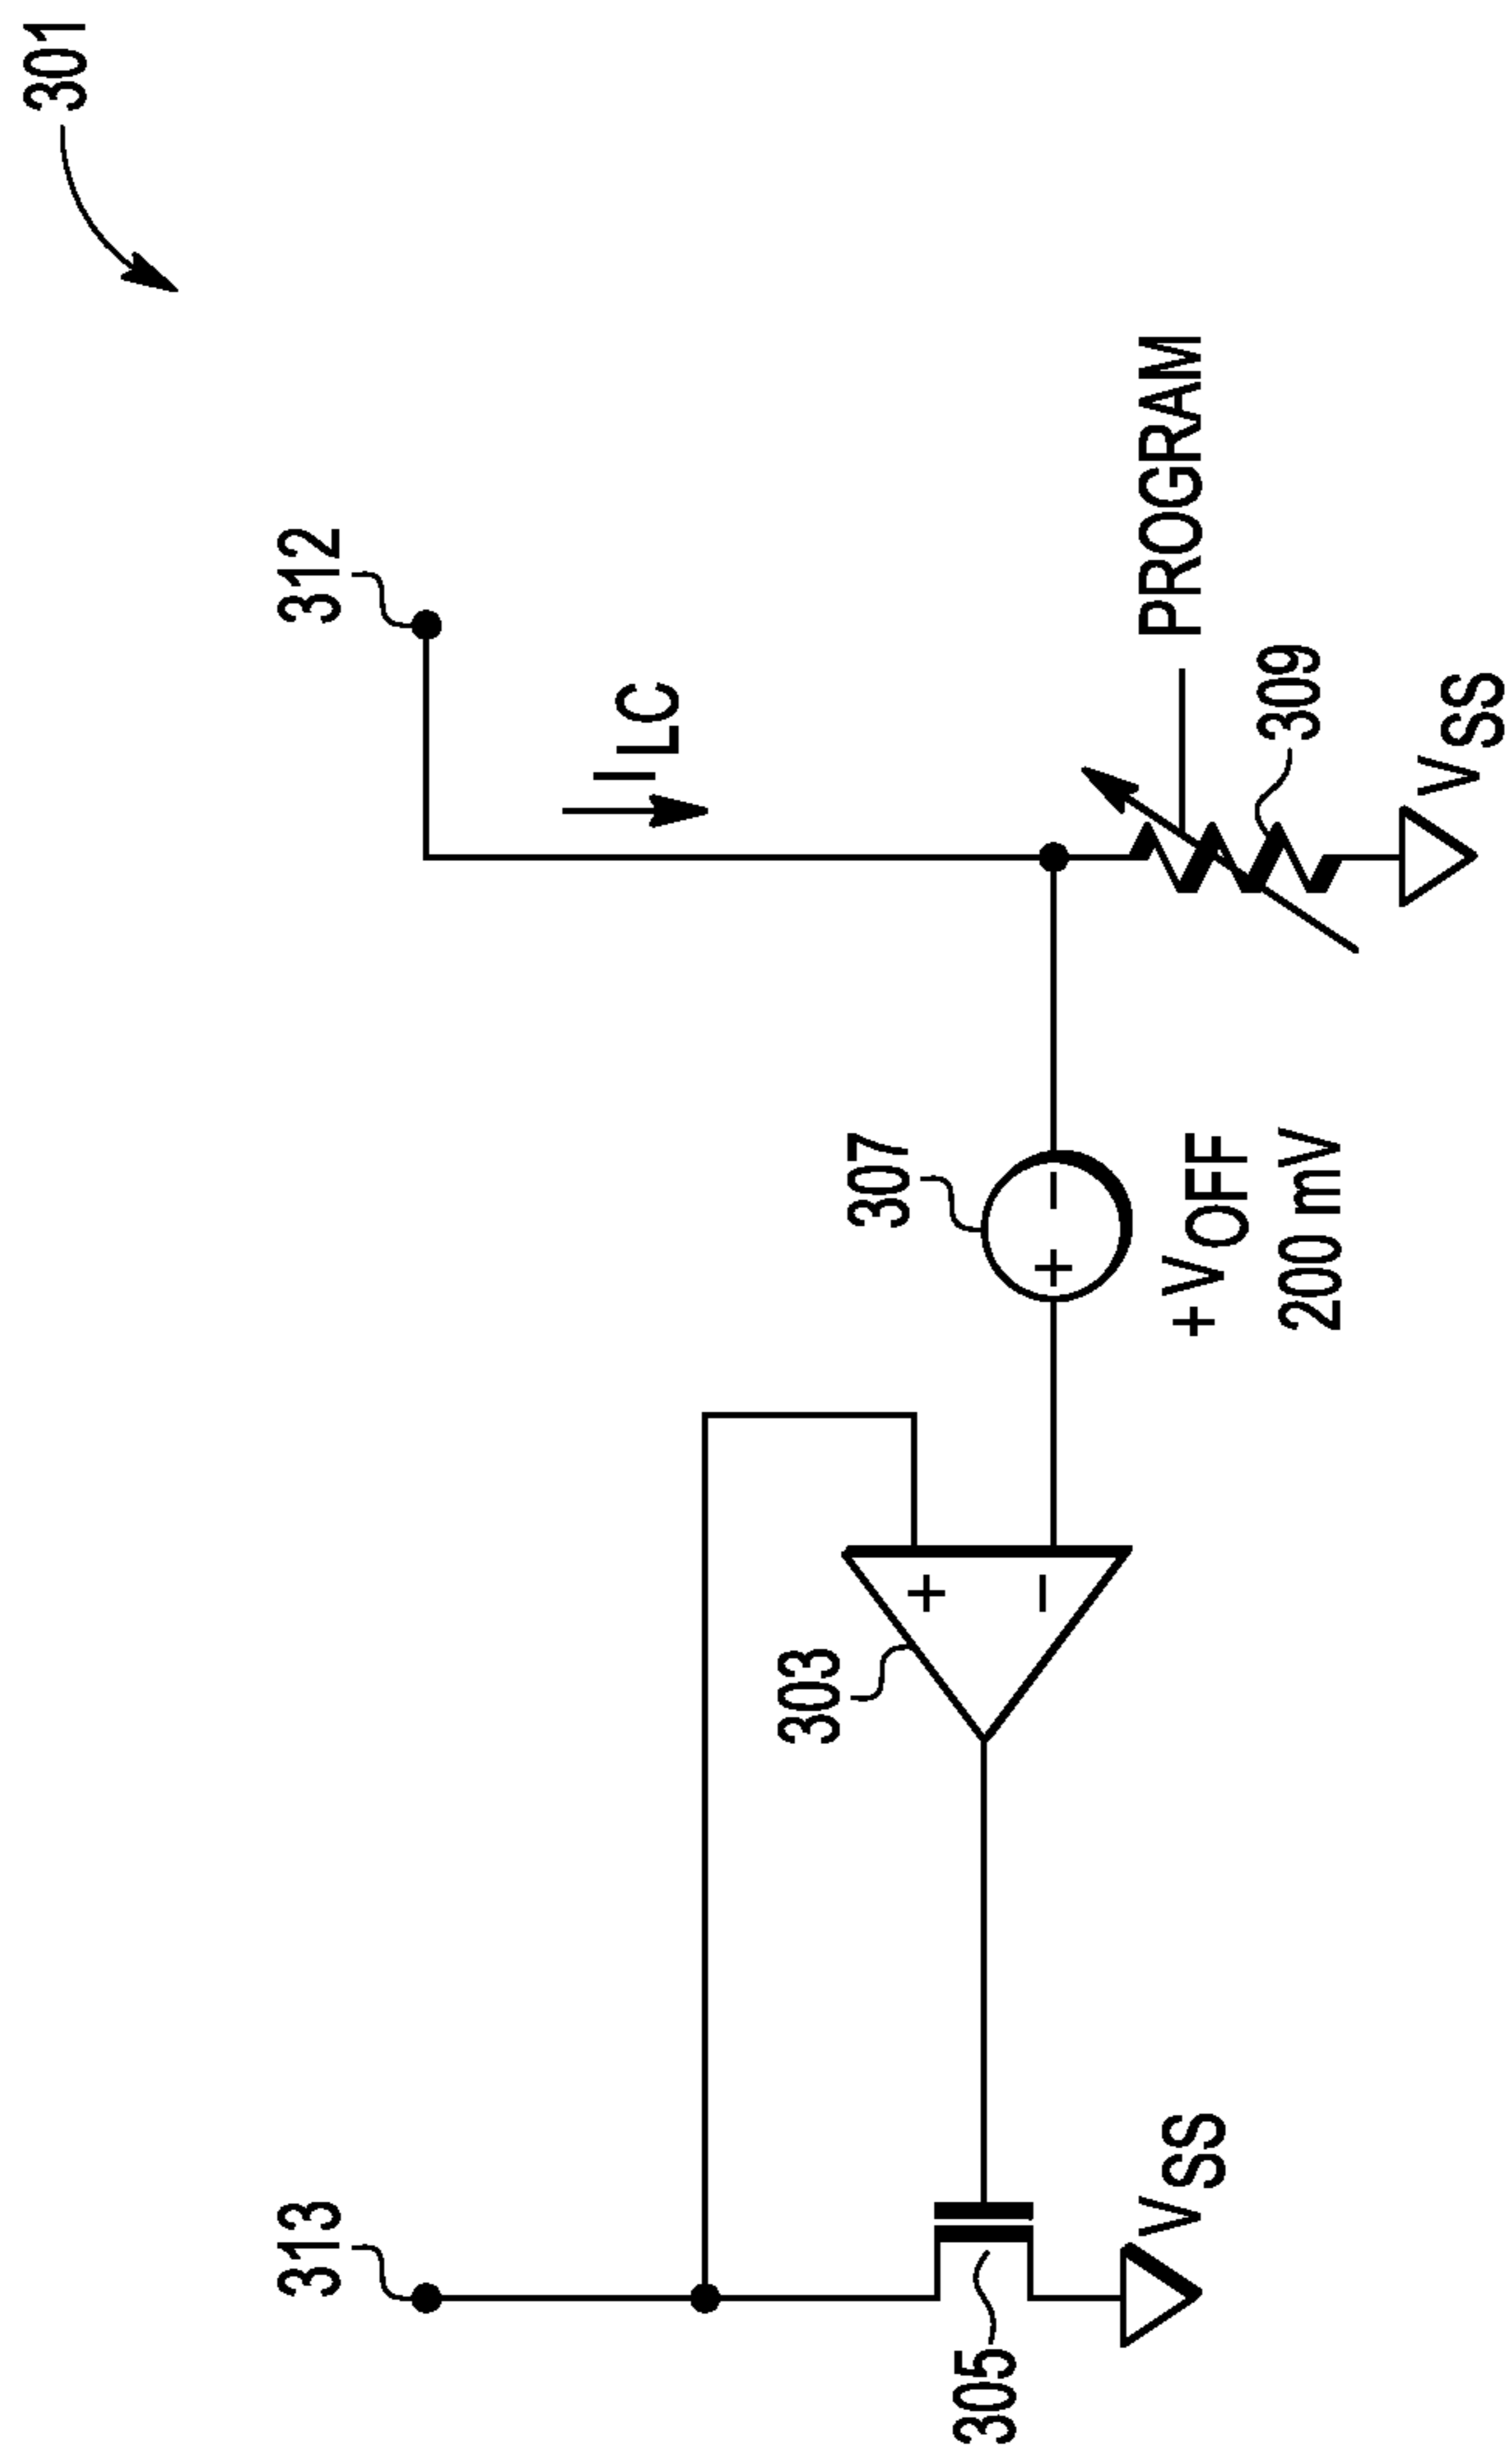 301
313
312
I_LC
303
307
+
−
305
+ −
V_SS
+V_OFF
200 mV
PROGRAM
309
V_SS